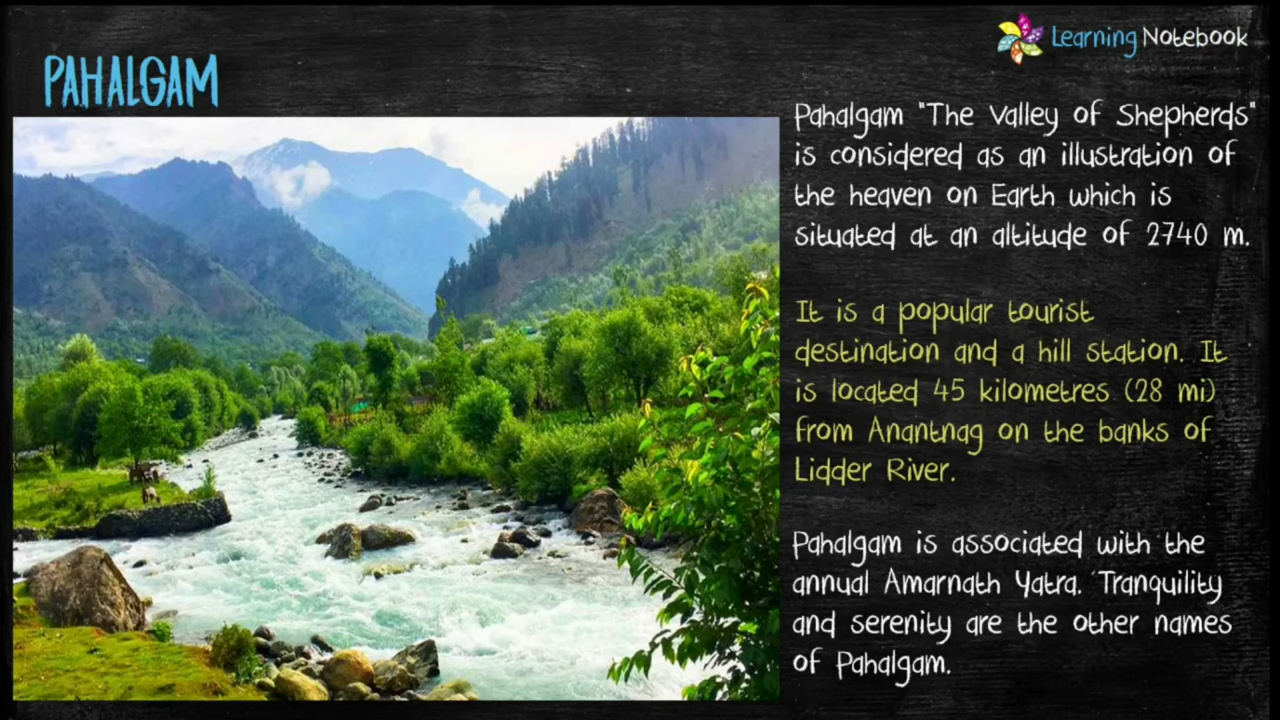 Learning Notebook
PAHALGAM
Pahalgam "The Valley of Shepherds"
is considered as an illustration of
the heaven on Earth which is
situated at an altitude of 2740 m.
It is a popular tourist
destination and a hill station. It
is located 45 kilometres (28 mi)
from Anantnag on the banks of
Lidder River.
Pahalgam is associated with the
annual Amarnath Yatra. Tranquility
and serenity are the other names
of Pahalgam.